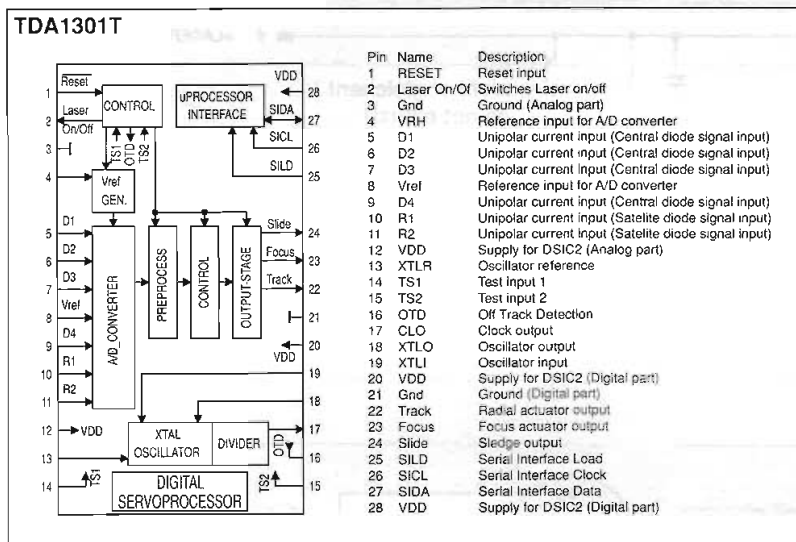 TDA1301T
Reset
1
CONTROL
Laser
2
On/Off
3
TS1
OTD
TS2
4
Vref
GEN.
uPROCESSOR
INTERFACE
VDD
28
SIDA
27
SICL
26
SILD
25
D1
5
D2
6
D3
7
Vref
8
D4
9
R1
10
R2
11
A/D_CONVERTER
PREPROCESS
CONTROL
OUTPUT-STAGE
Slide
24
Focus
23
Track
22
21
20
VDD
19
18
12
VDD
XTAL
OSCILLATOR
DIVIDER
17
OTD
16
13
14
TS1
DIGITAL
SERVOPROCESSOR
TS2
15
Pin Name Description
1 RESET Reset input
2 Laser On/Of Switches Laser on/off
3 Gnd Ground (Analog part)
4 VRH Reference input for A/D converter
5 D1 Unipolar current input (Central diode signal input)
6 D2 Unipolar current input (Central diode signal input)
7 D3 Unipolar current input (Central diode signal input)
8 Vref Reference input for A/D converter
9 D4 Unipolar current input (Central diode signal input)
10 R1 Unipolar current input (Satelite diode signal input)
11 R2 Unipolar current input (Satelite diode signal input)
12 VDD Supply for DSIC2 (Analog part)
13 XTLR Oscillator reference
14 TS1 Test input 1
15 TS2 Test input 2
16 OTD Off Track Detection
17 CLO Clock output
18 XTLO Oscillator output
19 XTLI Oscillator input
20 VDD Supply for DSIC2 (Digital part)
21 Gnd Ground (Digital part)
22 Track Radial actuator output
23 Focus Focus actuator output
24 Slide Sledge output
25 SILD Serial Interface Load
26 SICL Serial Interface Clock
27 SIDA Serial Interface Data
28 VDD Supply for DSIC2 (Digital part)